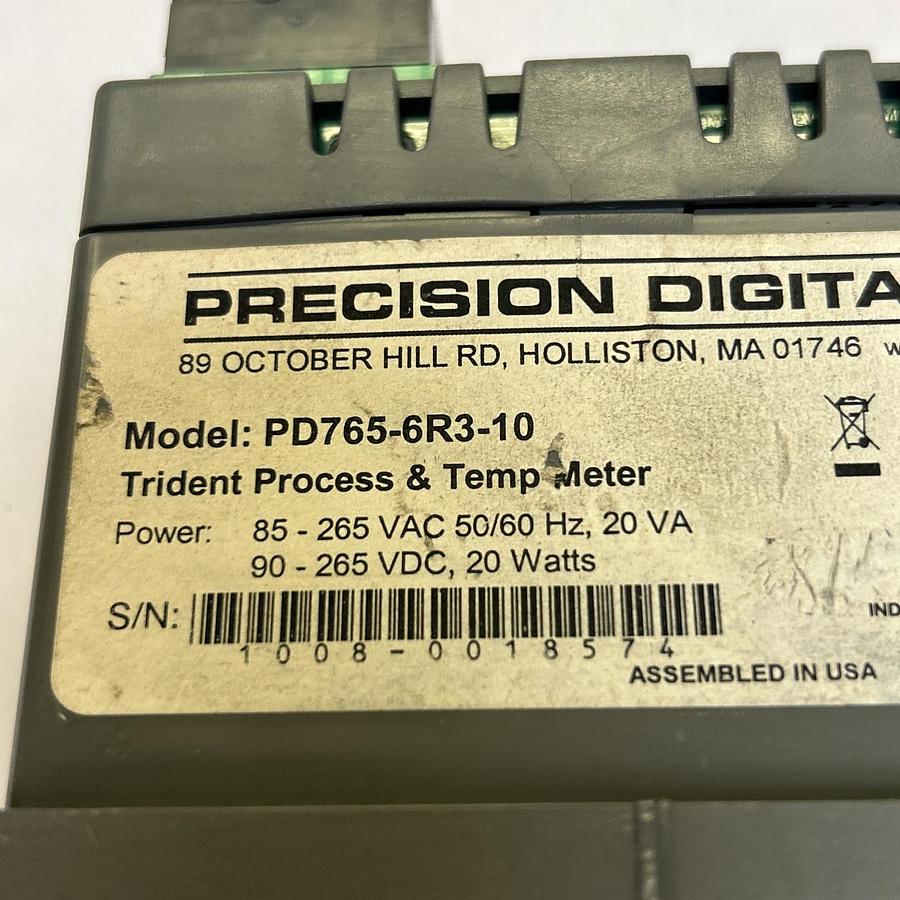 PRECISION DIGITA
89 OCTOBER HILL RD, HOLLISTON, MA 01746 w
Model: PD765-6R3-10
Trident Process & Temp Meter
Power: 85 - 265 VAC 50/60 Hz, 20 VA
90 - 265 VDC, 20 Watts
IND
S/N:
1008-0018574
ASSEMBLED IN USA